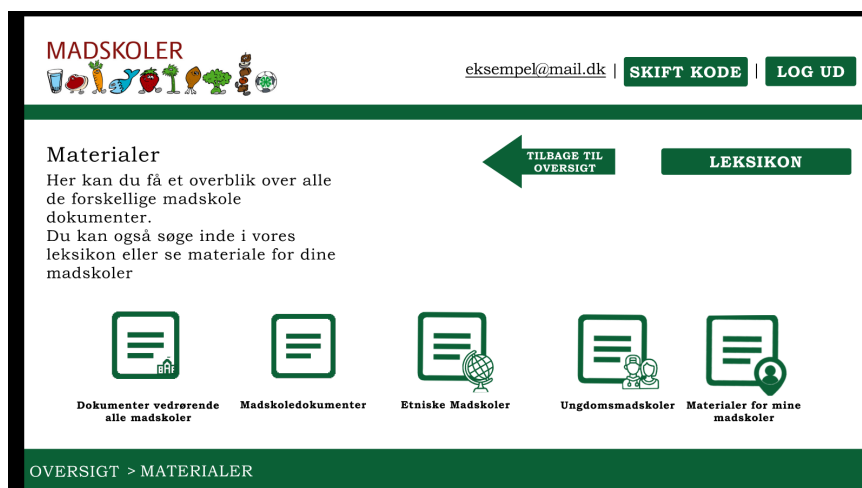 MADSKOLER
eksempel@mail.dk | SKIFT KODE | LOG UD
Materialer
Her kan du få et overblik over alle
de forskellige madskole
dokumenter.
Du kan også søge inde i vores
leksikon eller se materiale for dine
madskoler
TILBAGE TIL
OVERSIGT
LEKSIKON
Dokumenter vedrørende
alle madskoler
Madskoledokumenter
Etniske Madskoler
Ungdomsmadskoler
Materialer for mine
madskoler
OVERSIGT > MATERIALER